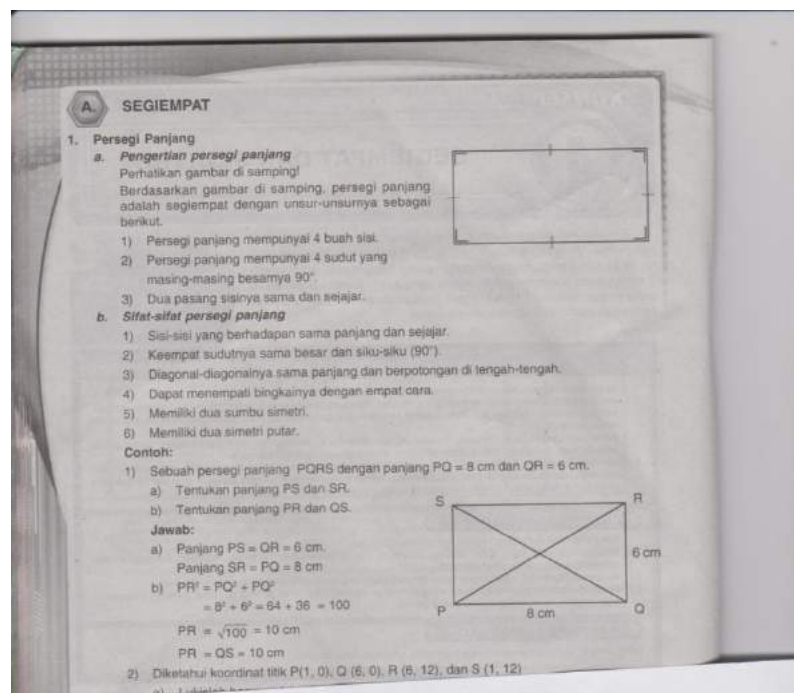 A. SEGIEMPAT
1. Persegi Panjang
a. Pengertian persegi panjang
Perhatikan gambar di samping!
Berdasarkan gambar di samping, persegi panjang
adalah segiempat dengan unsur-unsurnya sebagai
berikut.
1) Persegi panjang mempunyai 4 buah sisi.
2) Persegi panjang mempunyai 4 sudut yang
masing-masing besarnya 90°.
3) Dua pasang sisinya sama dan sejajar.
b. Sifat-sifat persegi panjang
1) Sisi-sisi yang berhadapan sama panjang dan sejajar.
2) Keempat sudutnya sama besar dan siku-siku (90°).
3) Diagonal-diagonalnya sama panjang dan berpotongan di tengah-tengah.
4) Dapat menempati bingkainya dengan empat cara.
5) Memiliki dua sumbu simetri.
6) Memiliki dua simetri putar.
Contoh:
1) Sebuah persegi panjang PQRS dengan panjang PQ = 8 cm dan QR = 6 cm.
a) Tentukan panjang PS dan SR.
b) Tentukan panjang PR dan QS.
Jawab:
a) Panjang PS = QR = 6 cm.
Panjang SR = PQ = 8 cm
b) PR² = PQ² + PQ²
= 8² + 6² = 64 + 36 = 100
PR = √100 = 10 cm
PR = QS = 10 cm
S R
6 cm
P 8 cm Q
2) Diketahui koordinat titik P(1, 0), Q (6, 0), R (6, 12), dan S (1, 12)